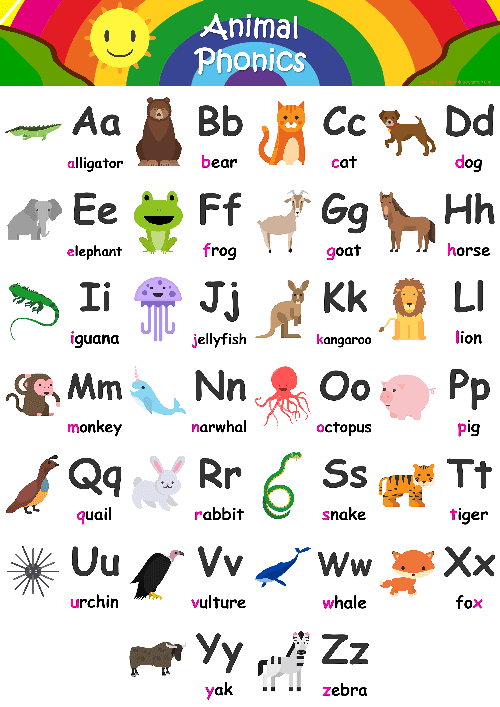 Animal
Phonics
Aa Bb Cc Dd
alligator bear cat dog
Ee Ff Gg Hh
elephant frog goat horse
Ii Jj Kk Ll
iguana jellyfish kangaroo lion
Mm Nn Oo Pp
monkey narwhal octopus pig
Qq Rr Ss Tt
quail rabbit snake tiger
Uu Vv Ww Xx
urchin vulture whale fox
Yy Zz
yak zebra